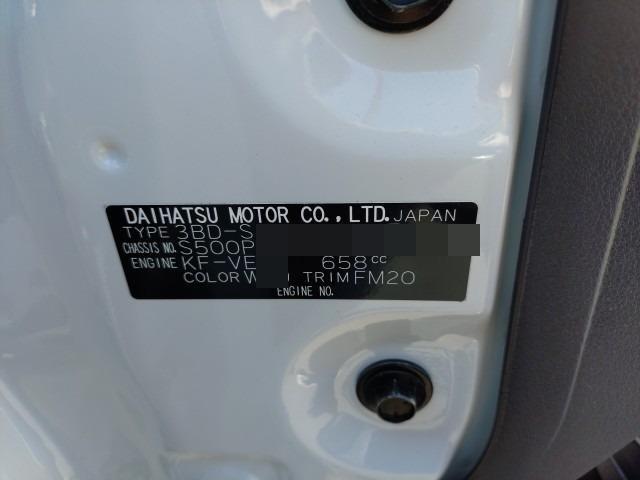 DAIHATSU MOTOR CO.,LTD. JAPAN
TYPE 3BD-S
CHASSIS NO. S500P
ENGINE KF-VE 658cc
COLOR W TRIM FM20
ENGINE NO.